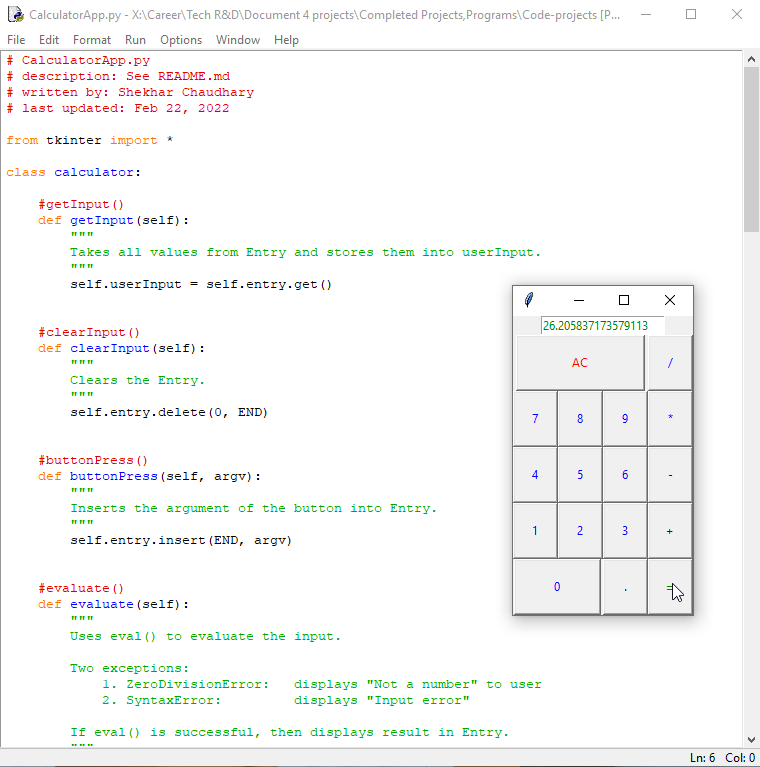 CalculatorApp.py - X:\Career\Tech R&D\Document 4 projects\Completed Projects,Programs\Code-projects [P...
File Edit Format Run Options Window Help
# CalculatorApp.py
# description: See README.md
# written by: Shekhar Chaudhary
# last updated: Feb 22, 2022
from tkinter import *
class calculator:
#getInput()
def getInput(self):
"""
Takes all values from Entry and stores them into userInput.
"""
self.userInput = self.entry.get()
#clearInput()
def clearInput(self):
"""
Clears the Entry.
"""
self.entry.delete(0, END)
#buttonPress()
def buttonPress(self, argv):
"""
Inserts the argument of the button into Entry.
"""
self.entry.insert(END, argv)
#evaluate()
def evaluate(self):
"""
Uses eval() to evaluate the input.
Two exceptions:
1. ZeroDivisionError: displays "Not a number" to user
2. SyntaxError: displays "Input error"
If eval() is successful, then displays result in Entry.
"""
26.205837173579113
AC /
7 8 9 *
4 5 6 -
1 2 3 +
0 . =
Ln: 6 Col: 0